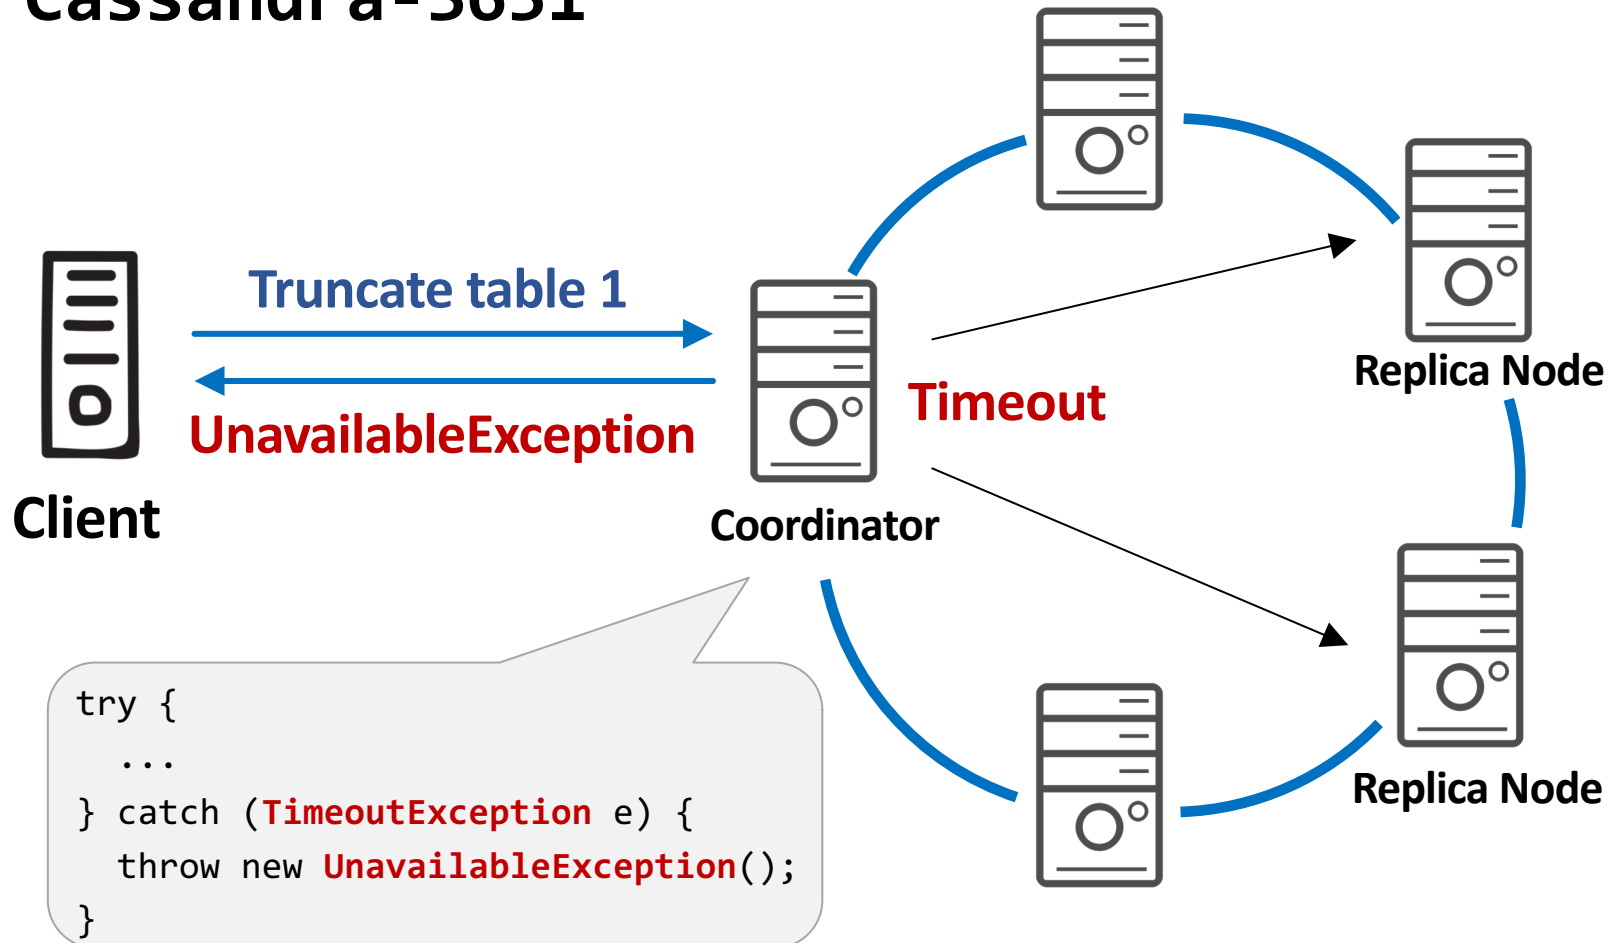 Truncate table 1
UnavailableException
Client
Coordinator
Timeout
Replica Node
Replica Node
try {
...
} catch (TimeoutException e) {
throw new UnavailableException();
}